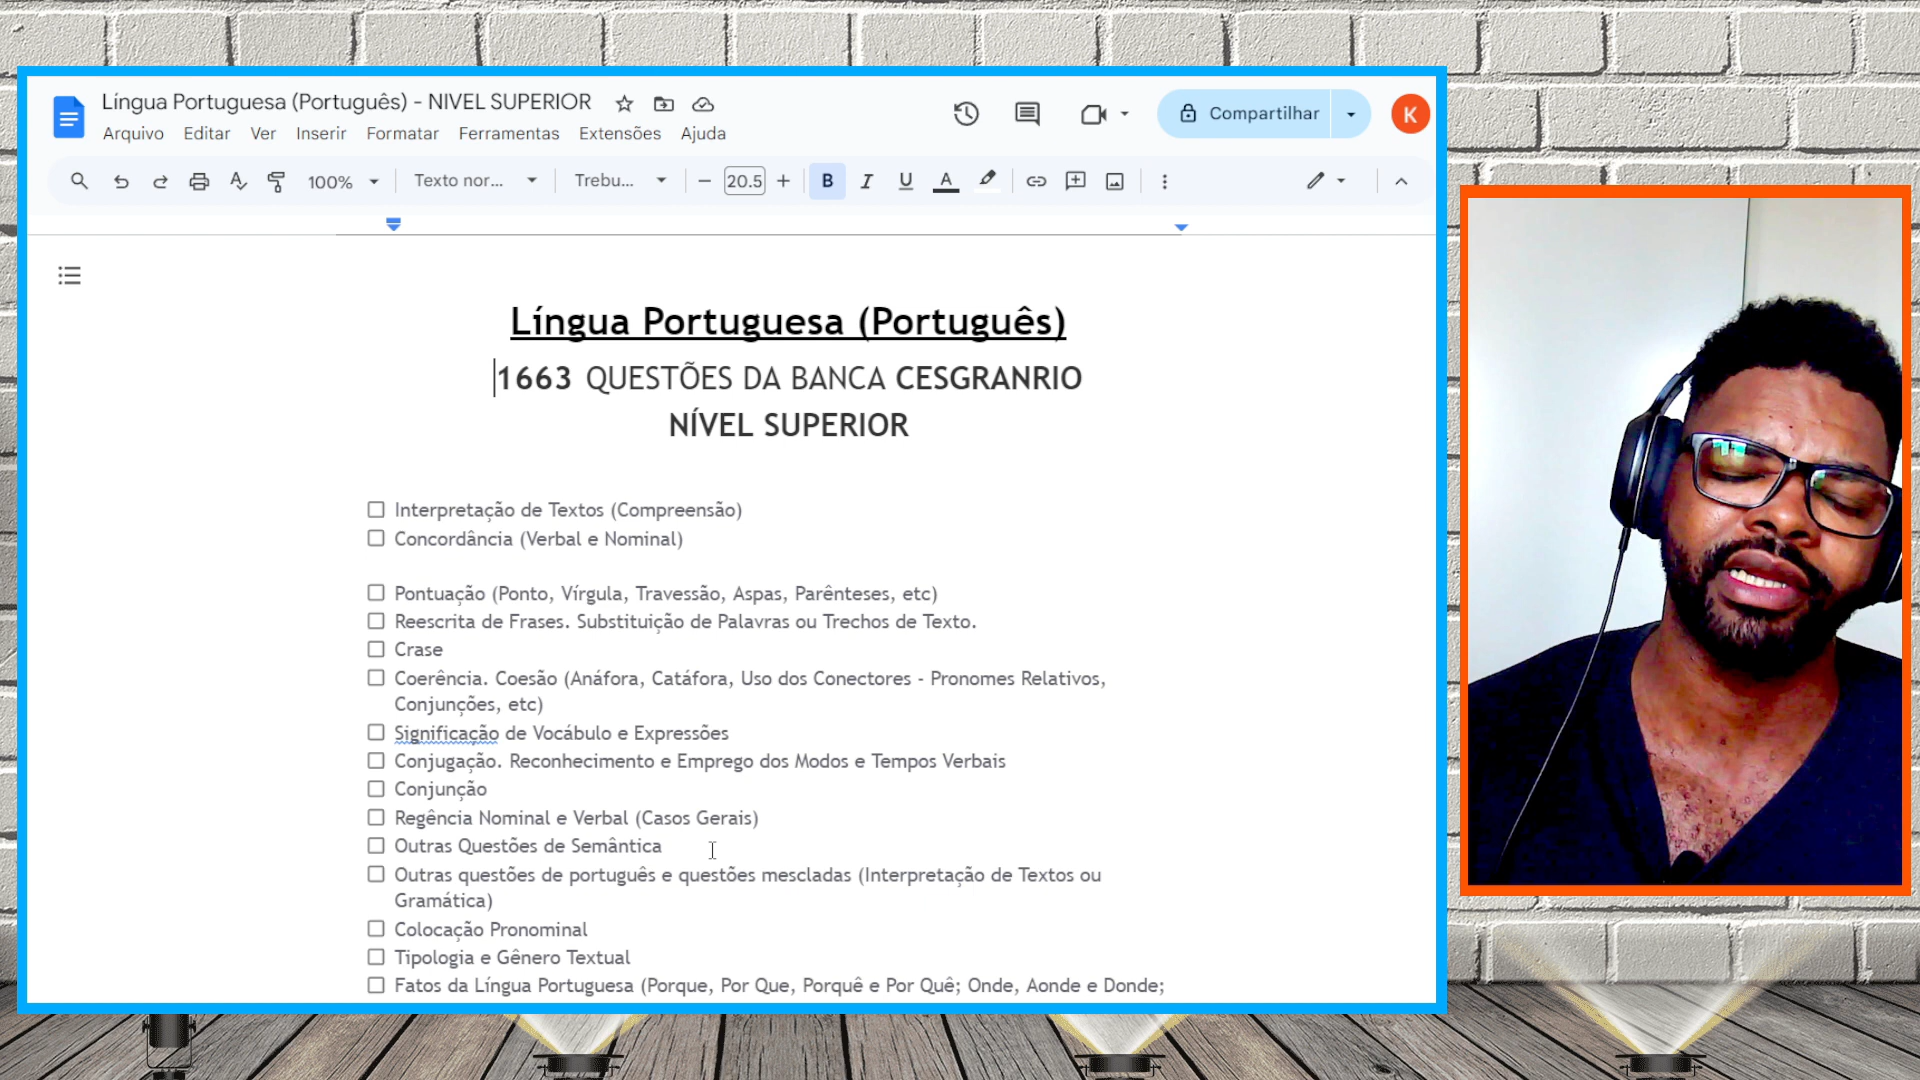 Língua Portuguesa (Português) - NIVEL SUPERIOR
Arquivo Editar Ver Inserir Formatar Ferramentas Extensões Ajuda
Compartilhar
K
100% Texto nor... Trebu... 20.5 B I U A
Língua Portuguesa (Português)
1663 QUESTÕES DA BANCA CESGRANRIO
NÍVEL SUPERIOR
Interpretação de Textos (Compreensão)
Concordância (Verbal e Nominal)
Pontuação (Ponto, Vírgula, Travessão, Aspas, Parênteses, etc)
Reescrita de Frases. Substituição de Palavras ou Trechos de Texto.
Crase
Coerência. Coesão (Anáfora, Catáfora, Uso dos Conectores - Pronomes Relativos,
Conjunções, etc)
Significação de Vocábulo e Expressões
Conjugação. Reconhecimento e Emprego dos Modos e Tempos Verbais
Conjunção
Regência Nominal e Verbal (Casos Gerais)
Outras Questões de Semântica
Outras questões de português e questões mescladas (Interpretação de Textos ou
Gramática)
Colocação Pronominal
Tipologia e Gênero Textual
Fatos da Língua Portuguesa (Porque, Por Que, Porquê e Por Quê; Onde, Aonde e Donde;